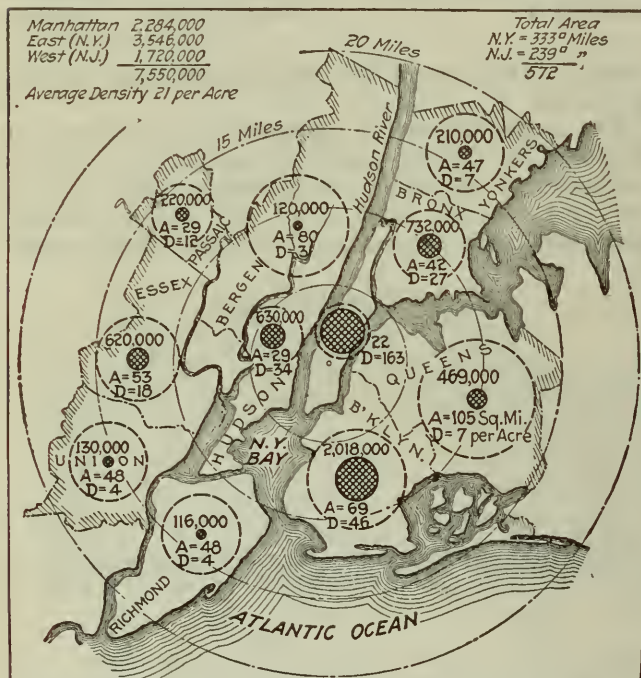 Manhattan 2,284,000
East (N.Y.) 3,546,000
West (N.J.) 1,720,000
7,550,000
Average Density 21 per Acre
Total Area
N.Y. = 333□ Miles
N.J. = 239□ "
572
20 Miles
15 Miles
Hudson River
210,000
A=47
D=7
YONKERS
BRONX
220,000
A=29
D=12
PASSAIC
120,000
A=80
D=3
732,000
A=42
D=27
ESSEX
BERGEN
630,000
A=29
D=34
22
D=163
620,000
A=53
D=18
QUEENS
469,000
A=105 Sq.Mi.
D=7 per Acre
HUDSON
B'KLYN.
N.Y.
BAY
130,000
UNION
A=48
D=4
2,018,000
A=69
D=46
116,000
A=48
D=4
RICHMOND
ATLANTIC OCEAN